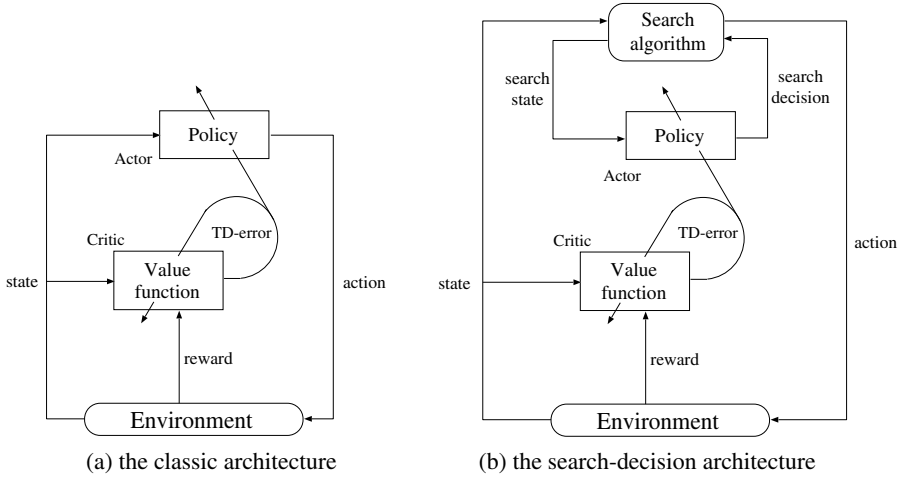 Policy
Actor
TD-error
Critic
Value
function
state
action
reward
Environment
(a) the classic architecture
Search
algorithm
search
state
search
decision
Policy
Actor
TD-error
Critic
Value
function
state
action
reward
Environment
(b) the search-decision architecture